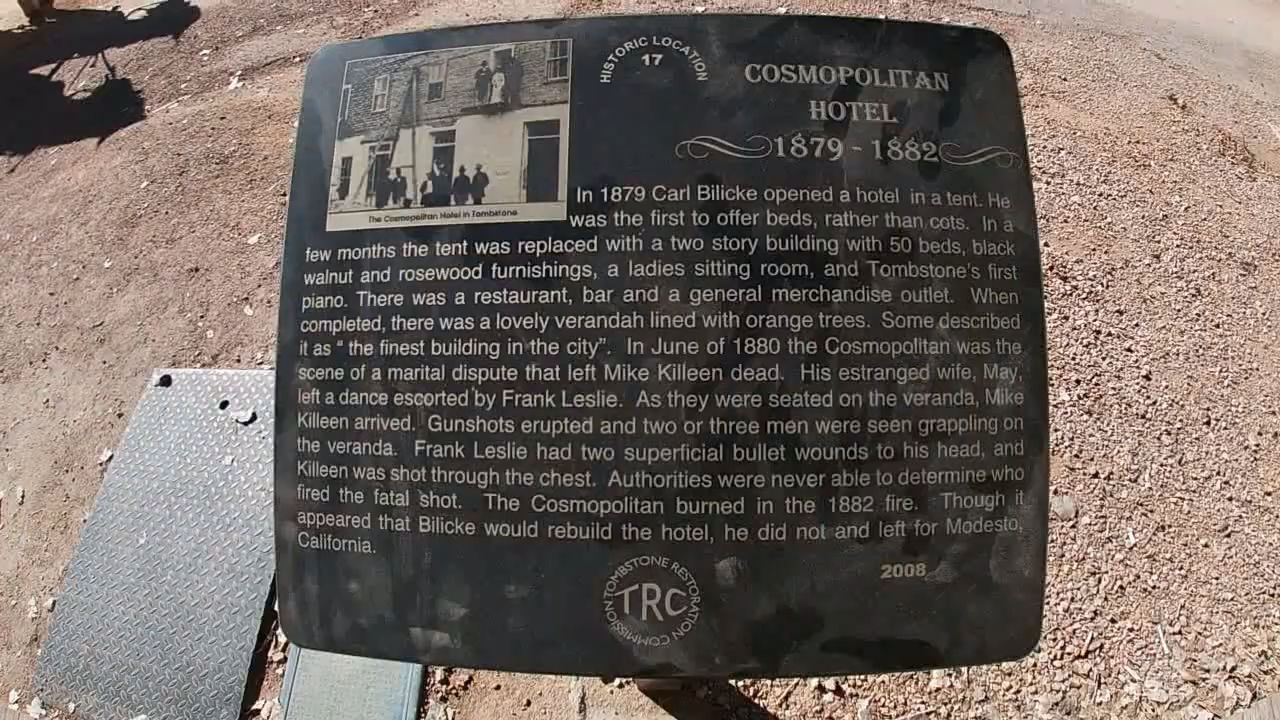 HISTORIC LOCATION
17
COSMOPOLITAN
HOTEL
1879 - 1882
The Cosmopolitan Hotel in Tombstone
In 1879 Carl Bilicke opened a hotel in a tent. He
was the first to offer beds, rather than cots. In a
few months the tent was replaced with a two story building with 50 beds, black
walnut and rosewood furnishings, a ladies sitting room, and Tombstone's first
piano. There was a restaurant, bar and a general merchandise outlet. When
completed, there was a lovely verandah lined with orange trees. Some described
it as " the finest building in the city". In June of 1880 the Cosmopolitan was the
scene of a marital dispute that left Mike Killeen dead. His estranged wife, May,
left a dance escorted by Frank Leslie. As they were seated on the veranda, Mike
Killeen arrived. Gunshots erupted and two or three men were seen grappling on
the veranda. Frank Leslie had two superficial bullet wounds to his head, and
Killeen was shot through the chest. Authorities were never able to determine who
fired the fatal shot. The Cosmopolitan burned in the 1882 fire. Though it
appeared that Bilicke would rebuild the hotel, he did not and left for Modesto,
California.
2008
TOMBSTONE RESTORATION COMMISSION
TRC